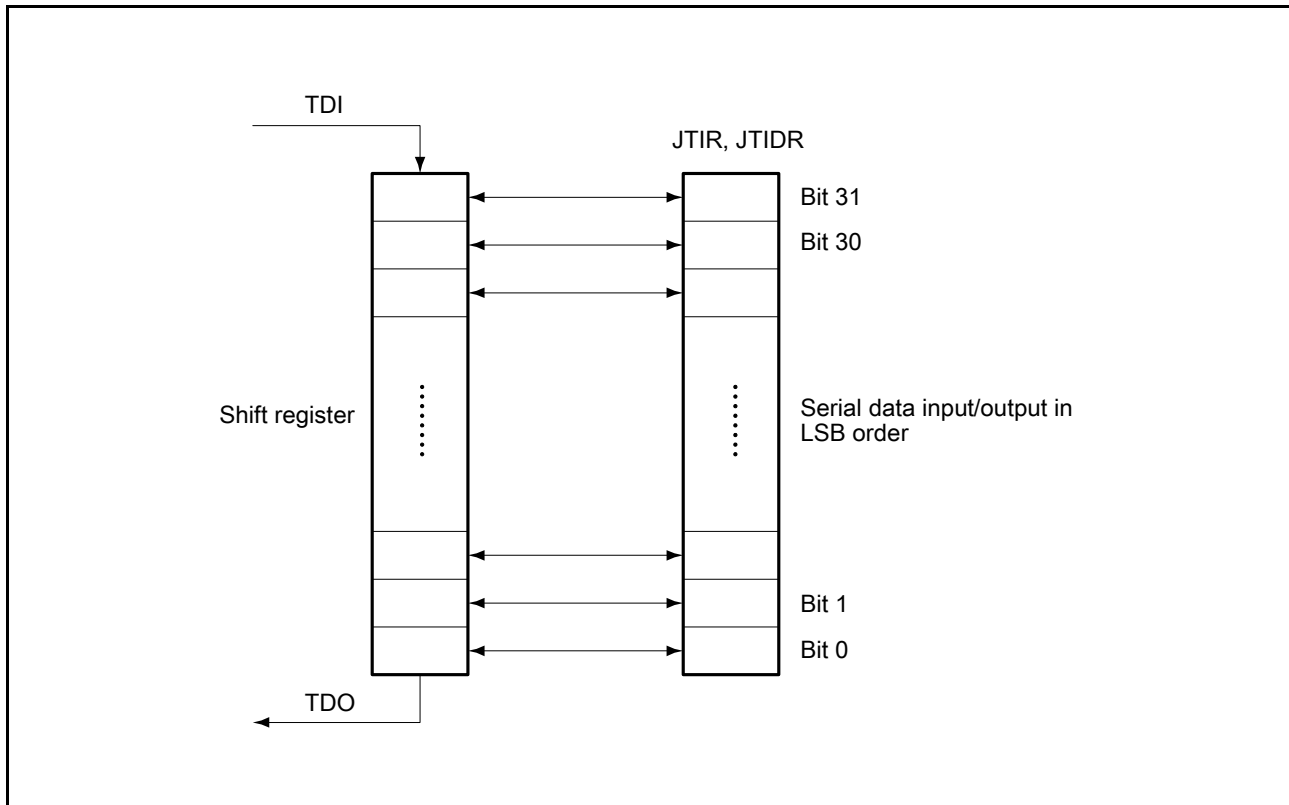 TDI
JTIR, JTIDR
Bit 31
Bit 30
Shift register
Serial data input/output in
LSB order
Bit 1
Bit 0
TDO